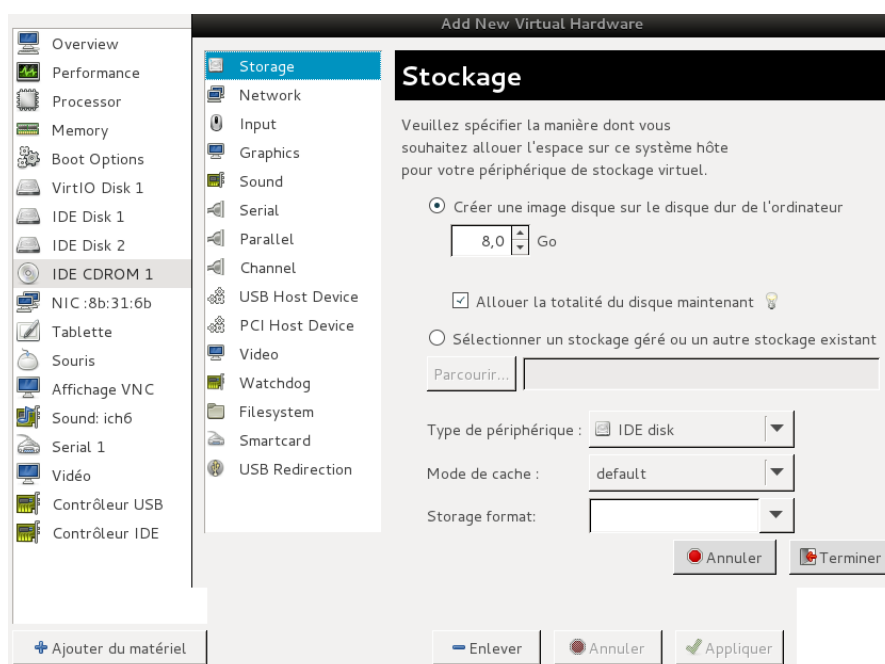 Add New Virtual Hardware
Overview
Performance
Processor
Memory
Boot Options
VirtIO Disk 1
IDE Disk 1
IDE Disk 2
IDE CDROM 1
NIC :8b:31:6b
Tablette
Souris
Affichage VNC
Sound: ich6
Serial 1
Vidéo
Contrôleur USB
Contrôleur IDE
Storage
Network
Input
Graphics
Sound
Serial
Parallel
Channel
USB Host Device
PCI Host Device
Video
Watchdog
Filesystem
Smartcard
USB Redirection
Stockage
Veuillez spécifier la manière dont vous
souhaitez allouer l'espace sur ce système hôte
pour votre périphérique de stockage virtuel.
Créer une image disque sur le disque dur de l'ordinateur
8,0 Go
Allouer la totalité du disque maintenant
Sélectionner un stockage géré ou un autre stockage existant
Parcourir...
Type de périphérique : IDE disk
Mode de cache : default
Storage format:
Annuler Terminer
Ajouter du matériel Enlever Annuler Appliquer